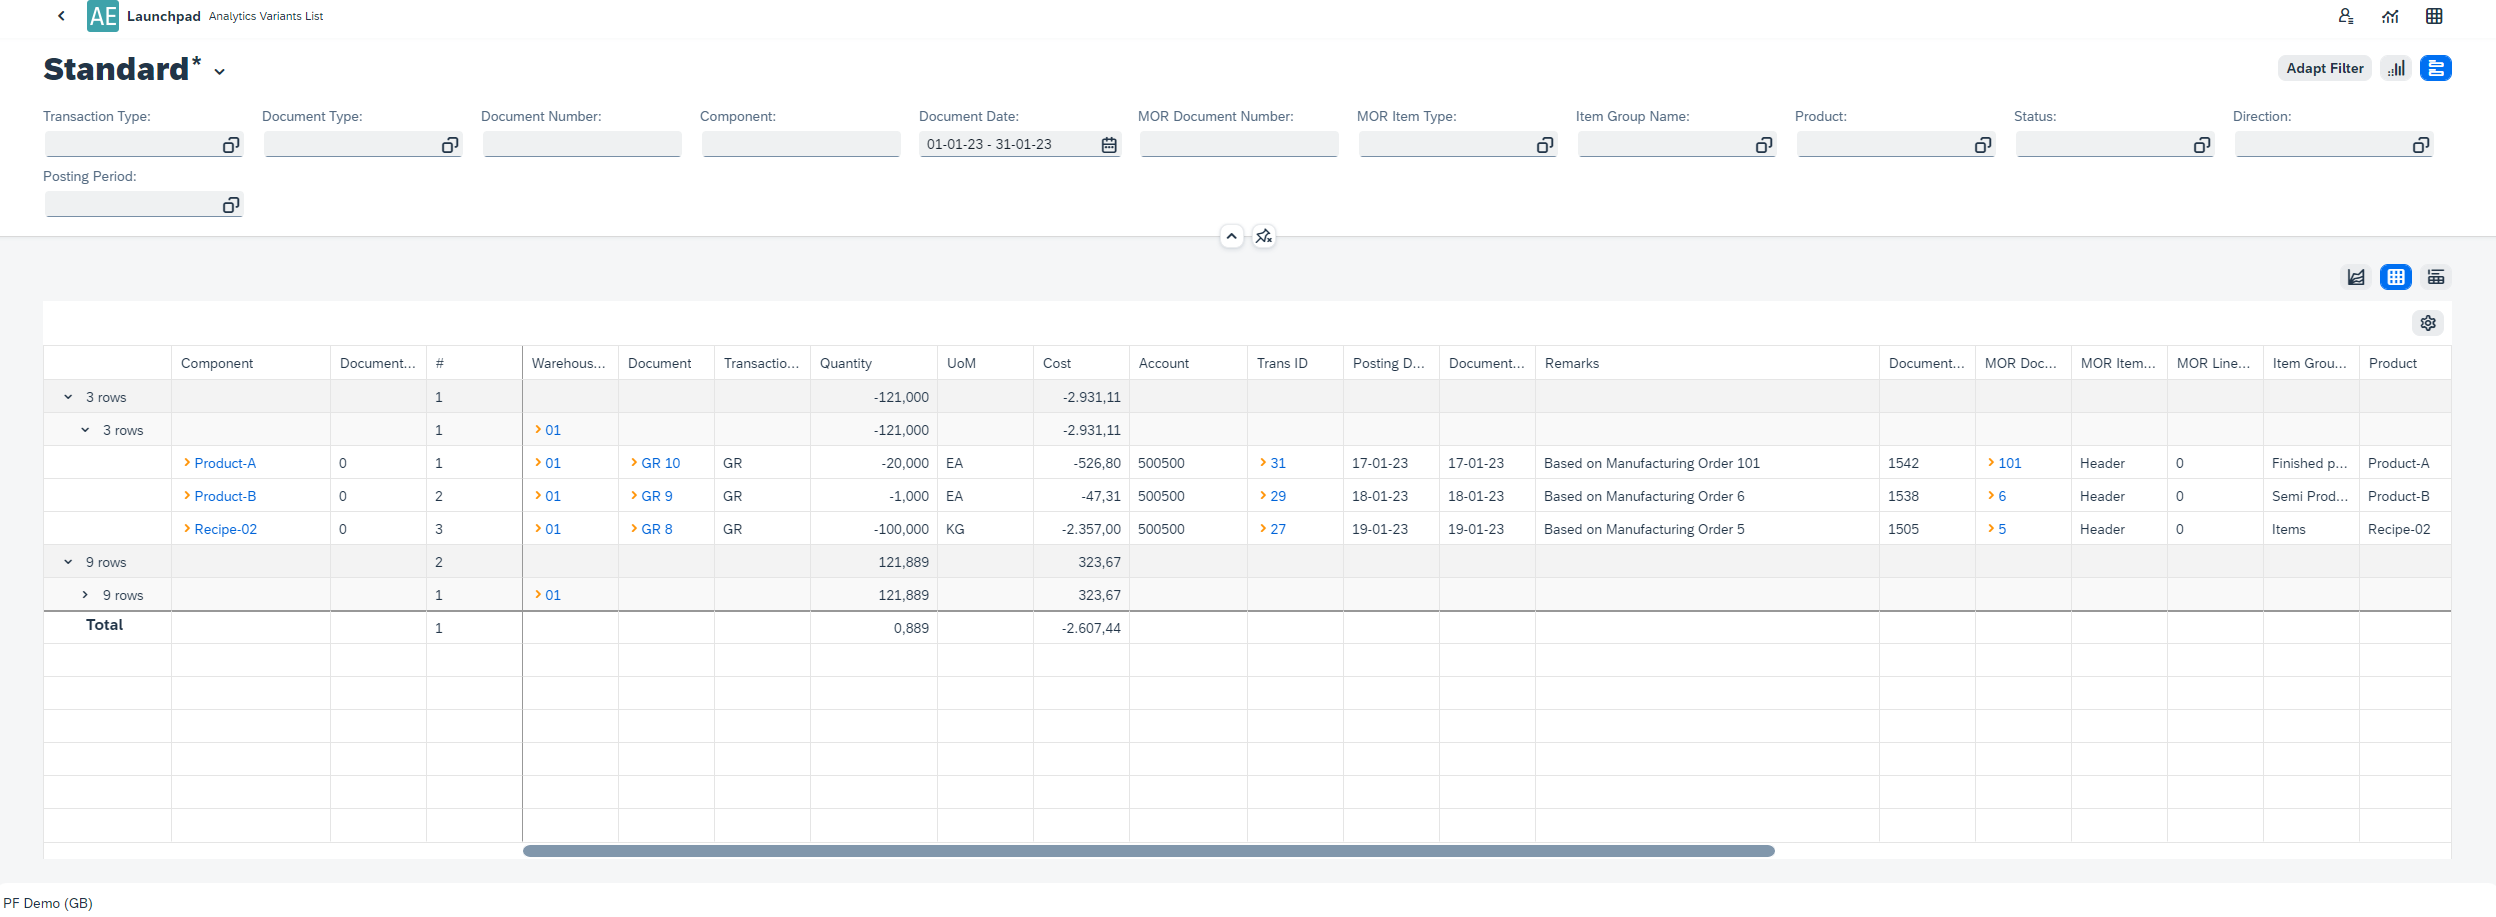 AE Launchpad Analytics Variants List
Standard*
Adapt Filter
Transaction Type: Document Type: Document Number: Component: Document Date: MOR Document Number: MOR Item Type: Item Group Name: Product: Status: Direction:
01-01-23 - 31-01-23
Posting Period:
Component Document... # Warehous... Document Transactio... Quantity UoM Cost Account Trans ID Posting D... Document... Remarks Document... MOR Doc... MOR Item... MOR Line... Item Grou... Product
3 rows 1 -121,000 -2.931,11
3 rows 1 01 -121,000 -2.931,11
Product-A 0 1 01 GR 10 GR -20,000 EA -526,80 500500 31 17-01-23 17-01-23 Based on Manufacturing Order 101 1542 101 Header 0 Finished p... Product-A
Product-B 0 2 01 GR 9 GR -1,000 EA -47,31 500500 29 18-01-23 18-01-23 Based on Manufacturing Order 6 1538 6 Header 0 Semi Prod... Product-B
Recipe-02 0 3 01 GR 8 GR -100,000 KG -2.357,00 500500 27 19-01-23 19-01-23 Based on Manufacturing Order 5 1505 5 Header 0 Items Recipe-02
9 rows 2 121,889 323,67
9 rows 1 01 121,889 323,67
Total 1 0,889 -2.607,44
PF Demo (GB)